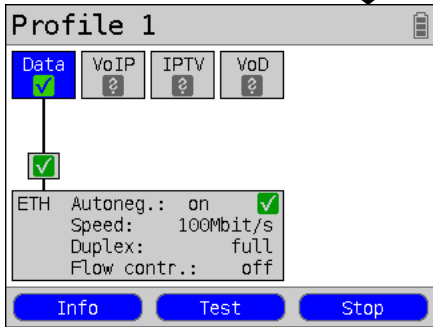 Profile 1
Data VoIP IPTV VoD
ETH Autoneg.: on
Speed: 100Mbit/s
Duplex: full
Flow contr.: off
Info Test Stop